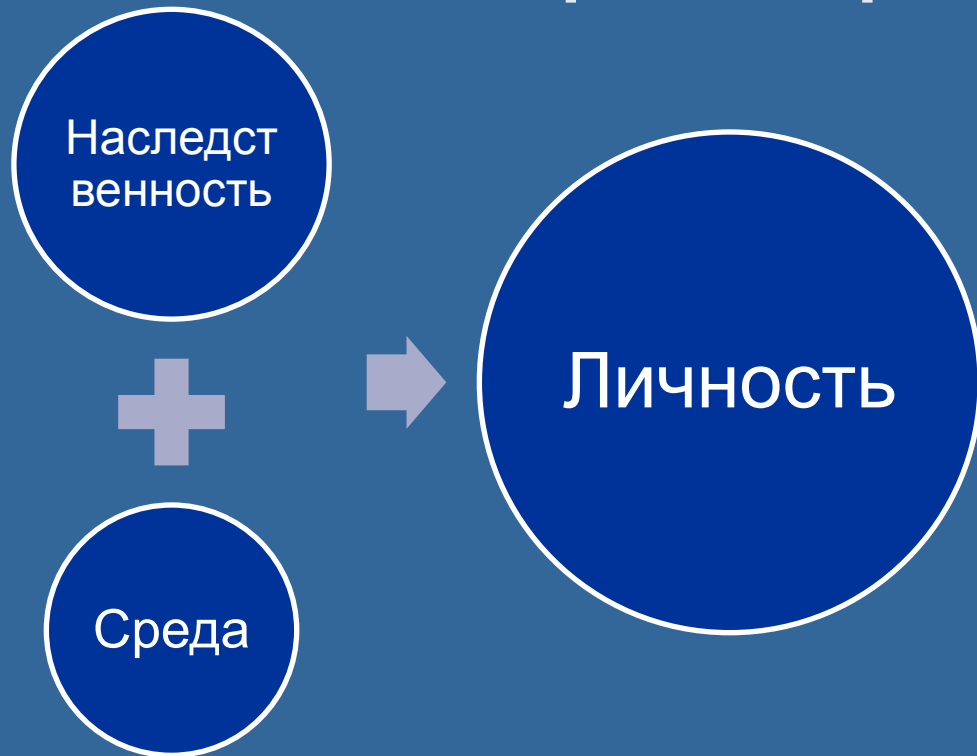 Наследст
венность
Личность
Среда